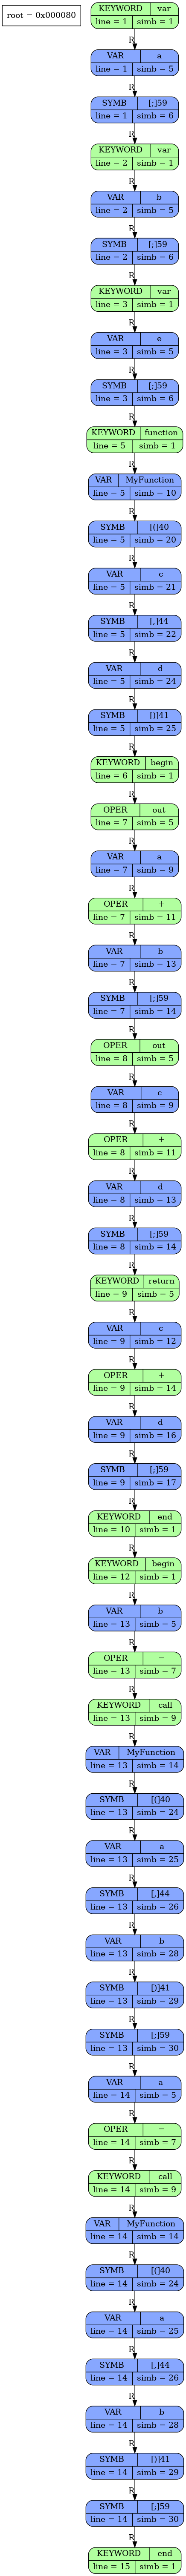 root = 0x000080
KEYWORD var
line = 1 simb = 1
R
VAR a
line = 1 simb = 5
R
SYMB [;]59
line = 1 simb = 6
R
KEYWORD var
line = 2 simb = 1
R
VAR b
line = 2 simb = 5
R
SYMB [;]59
line = 2 simb = 6
R
KEYWORD var
line = 3 simb = 1
R
VAR e
line = 3 simb = 5
R
SYMB [;]59
line = 3 simb = 6
R
KEYWORD function
line = 5 simb = 1
R
VAR MyFunction
line = 5 simb = 10
R
SYMB [(]40
line = 5 simb = 20
R
VAR c
line = 5 simb = 21
R
SYMB [,]44
line = 5 simb = 22
R
VAR d
line = 5 simb = 24
R
SYMB [)]41
line = 5 simb = 25
R
KEYWORD begin
line = 6 simb = 1
R
OPER out
line = 7 simb = 5
R
VAR a
line = 7 simb = 9
R
OPER +
line = 7 simb = 11
R
VAR b
line = 7 simb = 13
R
SYMB [;]59
line = 7 simb = 14
R
OPER out
line = 8 simb = 5
R
VAR c
line = 8 simb = 9
R
OPER +
line = 8 simb = 11
R
VAR d
line = 8 simb = 13
R
SYMB [;]59
line = 8 simb = 14
R
KEYWORD return
line = 9 simb = 5
R
VAR c
line = 9 simb = 12
R
OPER +
line = 9 simb = 14
R
VAR d
line = 9 simb = 16
R
SYMB [;]59
line = 9 simb = 17
R
KEYWORD end
line = 10 simb = 1
R
KEYWORD begin
line = 12 simb = 1
R
VAR b
line = 13 simb = 5
R
OPER =
line = 13 simb = 7
R
KEYWORD call
line = 13 simb = 9
R
VAR MyFunction
line = 13 simb = 14
R
SYMB [(]40
line = 13 simb = 24
R
VAR a
line = 13 simb = 25
R
SYMB [,]44
line = 13 simb = 26
R
VAR b
line = 13 simb = 28
R
SYMB [)]41
line = 13 simb = 29
R
SYMB [;]59
line = 13 simb = 30
R
VAR a
line = 14 simb = 5
R
OPER =
line = 14 simb = 7
R
KEYWORD call
line = 14 simb = 9
R
VAR MyFunction
line = 14 simb = 14
R
SYMB [(]40
line = 14 simb = 24
R
VAR a
line = 14 simb = 25
R
SYMB [,]44
line = 14 simb = 26
R
VAR b
line = 14 simb = 28
R
SYMB [)]41
line = 14 simb = 29
R
SYMB [;]59
line = 14 simb = 30
R
KEYWORD end
line = 15 simb = 1